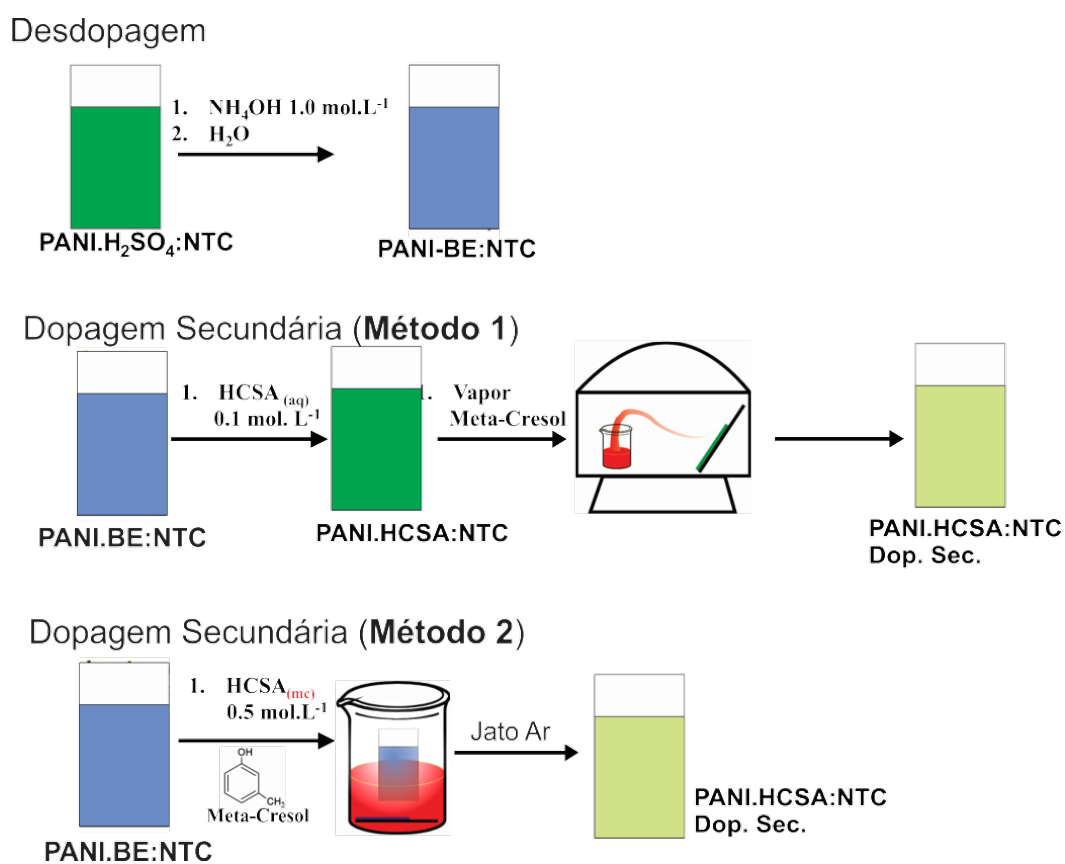 Desdopagem
1. NH₄OH 1.0 mol.L⁻¹
2. H₂O
PANI.H₂SO₄:NTC
PANI-BE:NTC
Dopagem Secundária (Método 1)
1. HCSA (aq)
0.1 mol. L⁻¹
1. Vapor
Meta-Cresol
PANI.BE:NTC
PANI.HCSA:NTC
PANI.HCSA:NTC
Dop. Sec.
Dopagem Secundária (Método 2)
1. HCSA(mc)
0.5 mol.L⁻¹
OH
CH₃
Meta-Cresol
Jato Ar
PANI.BE:NTC
PANI.HCSA:NTC
Dop. Sec.